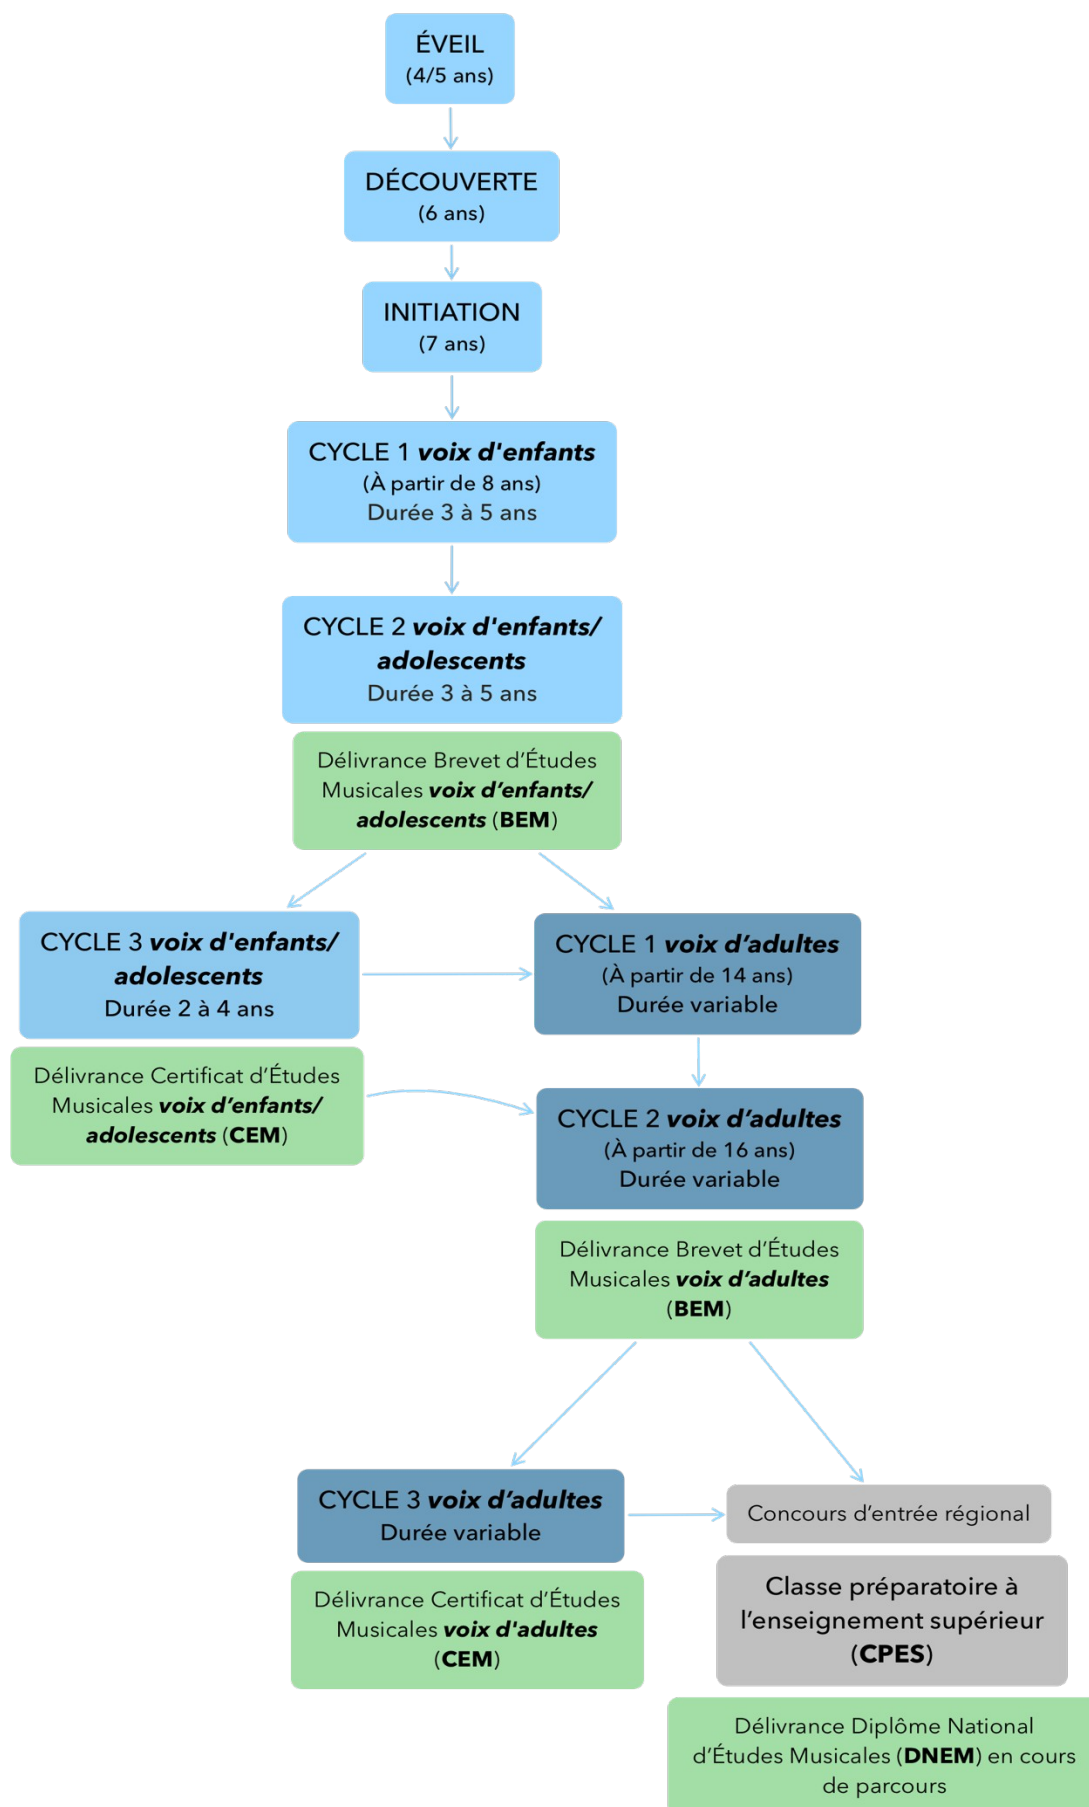 ÉVEIL
(4/5 ans)
DÉCOUVERTE
(6 ans)
INITIATION
(7 ans)
CYCLE 1 voix d'enfants
(À partir de 8 ans)
Durée 3 à 5 ans
CYCLE 2 voix d'enfants/
adolescents
Durée 3 à 5 ans
Délivrance Brevet d’Études
Musicales voix d’enfants/
adolescents (BEM)
CYCLE 3 voix d'enfants/
adolescents
Durée 2 à 4 ans
CYCLE 1 voix d’adultes
(À partir de 14 ans)
Durée variable
Délivrance Certificat d’Études
Musicales voix d’enfants/
adolescents (CEM)
CYCLE 2 voix d’adultes
(À partir de 16 ans)
Durée variable
Délivrance Brevet d’Études
Musicales voix d’adultes
(BEM)
CYCLE 3 voix d’adultes
Durée variable
Concours d’entrée régional
Délivrance Certificat d’Études
Musicales voix d'adultes
(CEM)
Classe préparatoire à
l’enseignement supérieur
(CPES)
Délivrance Diplôme National
d’Études Musicales (DNEM) en cours
de parcours